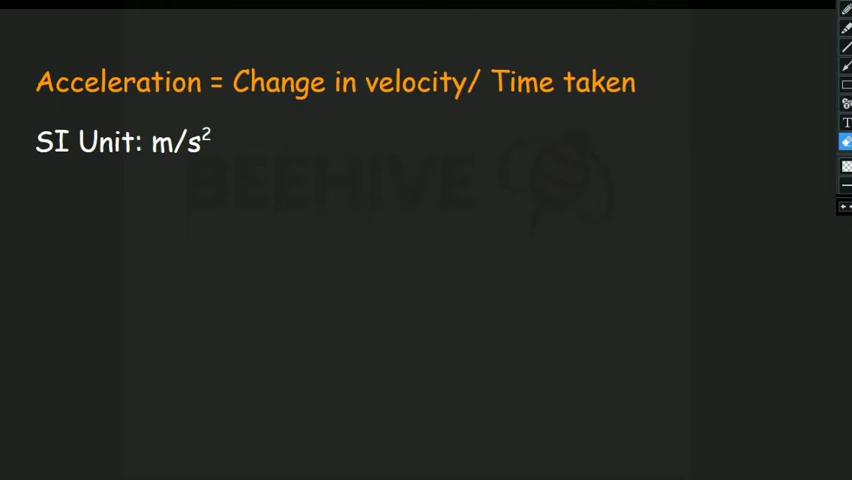 Acceleration = Change in velocity/ Time taken
SI Unit: m/s²
BEEHIVE
T